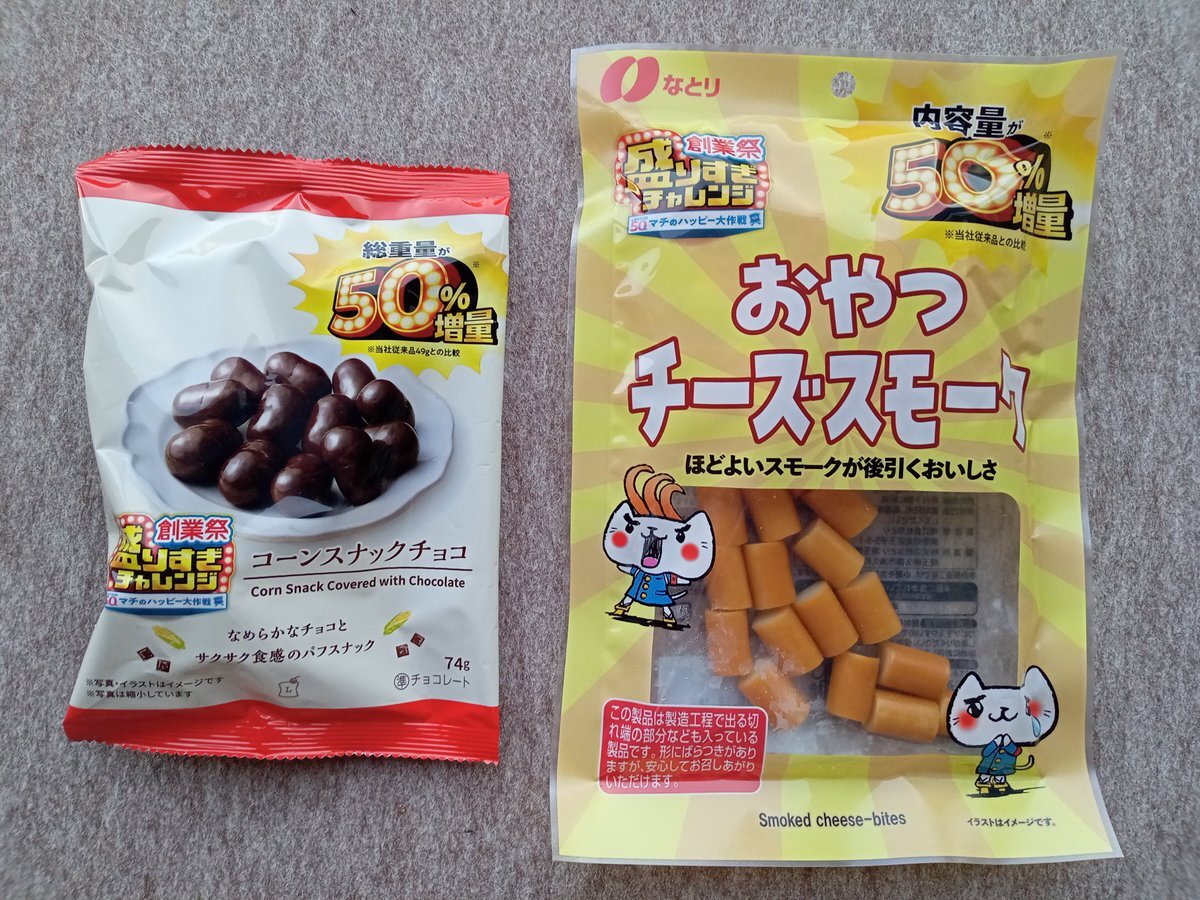 総重量が
50%
※
増量
※当社従来品49gとの比較
創業祭
盛りすぎ
チャレンジ
50 マチのハッピー大作戦
コーンスナックチョコ
Corn Snack Covered with Chocolate
なめらかなチョコと
サクサク食感のパフスナック
74g
準チョコレート
※写真・イラストはイメージです
※写真は縮小しています
L
なとり
創業祭
盛りすぎ
チャレンジ
50 マチのハッピー大作戦
内容量が
※
50%
増量
※当社従来品との比較
おやつ
チーズスモーク
ほどよいスモークが後引くおいしさ
この製品は製造工程で出る切
れ端の部分なども入っている
製品です。形にばらつきがあり
ますが、安心してお召しあがり
いただけます。
Smoked cheese-bites
イラストはイメージです。